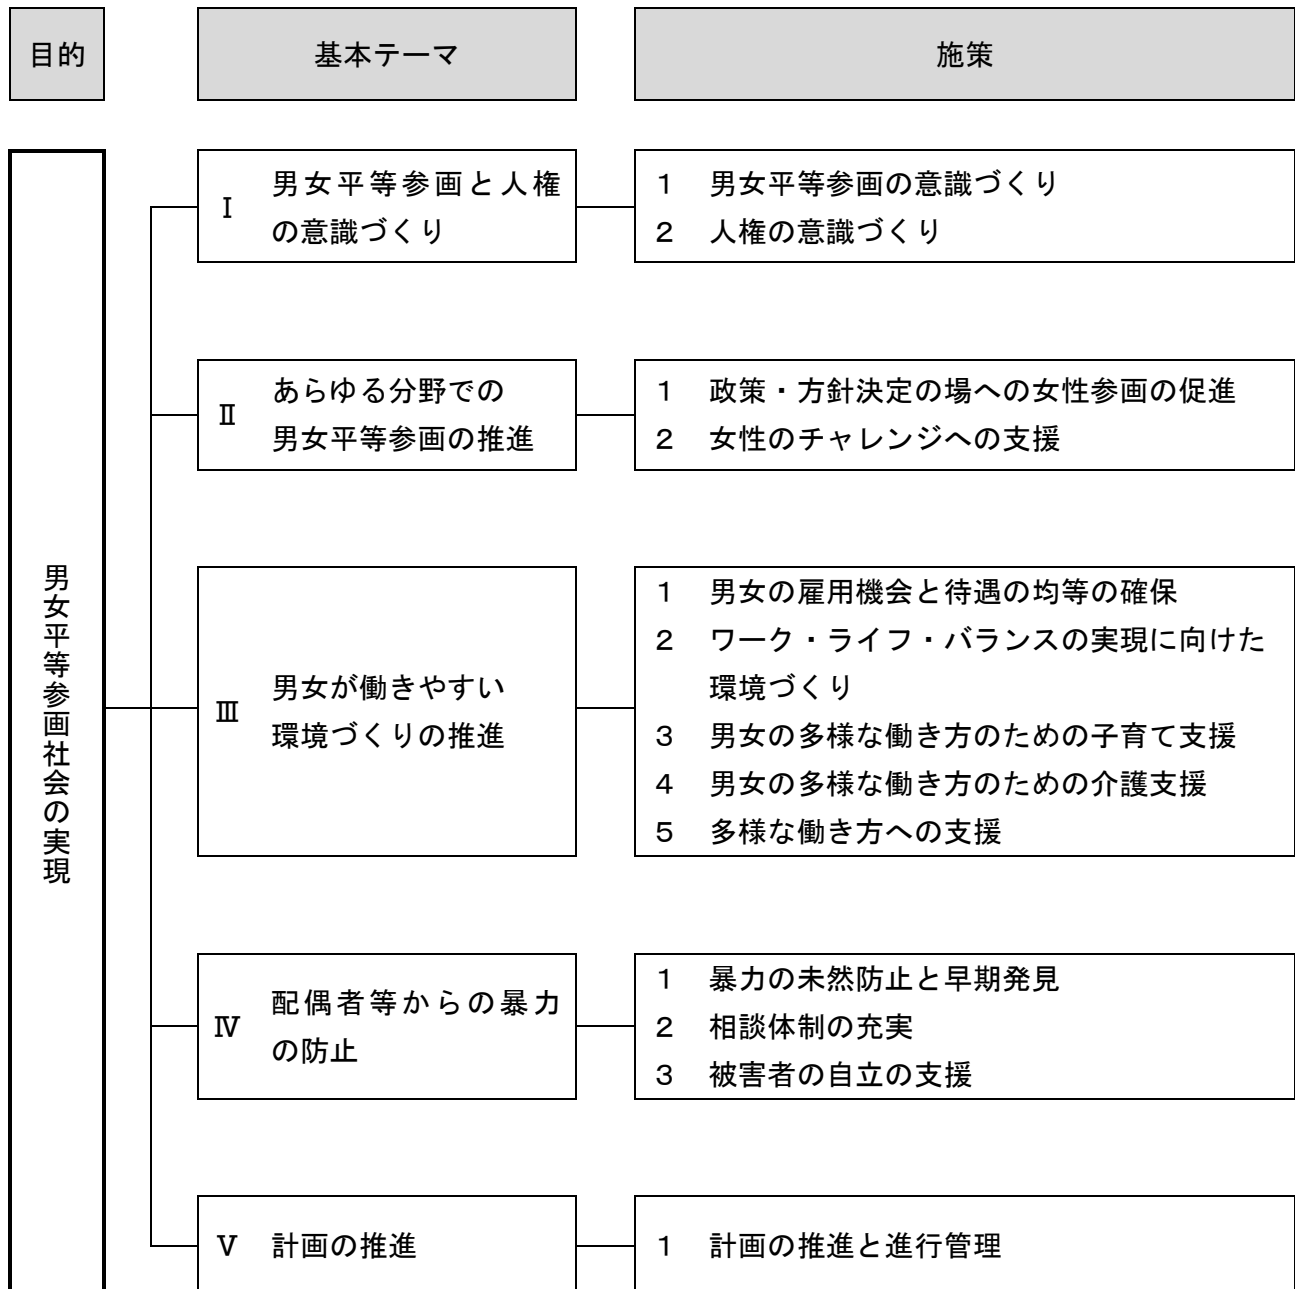 目的
基本テーマ
施策
男女平等参画社会の実現
Ⅰ 男女平等参画と人権
の意識づくり
1 男女平等参画の意識づくり
2 人権の意識づくり
Ⅱ あらゆる分野での
男女平等参画の推進
1 政策・方針決定の場への女性参画の促進
2 女性のチャレンジへの支援
Ⅲ 男女が働きやすい
環境づくりの推進
1 男女の雇用機会と待遇の均等の確保
2 ワーク・ライフ・バランスの実現に向けた
環境づくり
3 男女の多様な働き方のための子育て支援
4 男女の多様な働き方のための介護支援
5 多様な働き方への支援
Ⅳ 配偶者等からの暴力
の防止
1 暴力の未然防止と早期発見
2 相談体制の充実
3 被害者の自立の支援
Ⅴ 計画の推進
1 計画の推進と進行管理